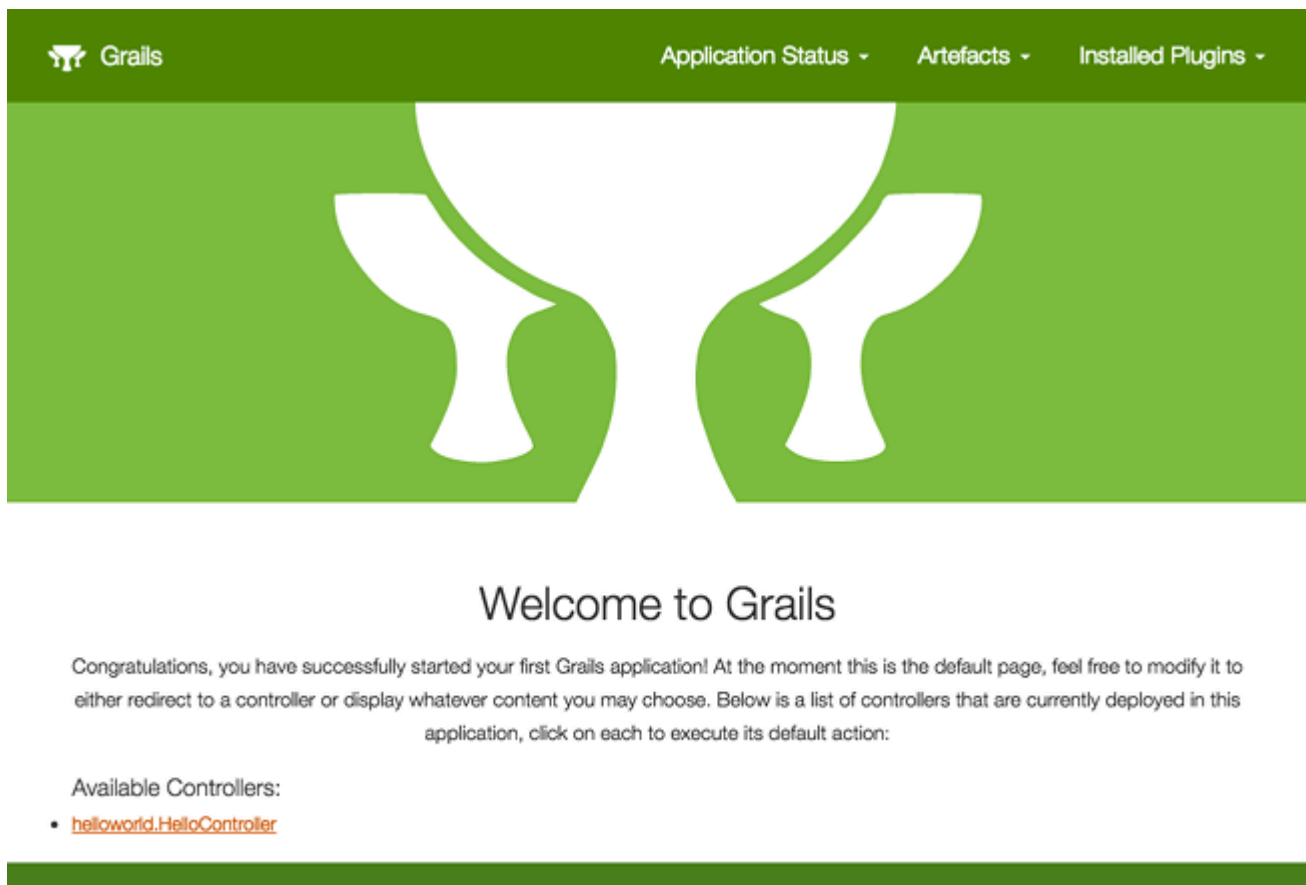 Grails
Application Status
Artefacts
Installed Plugins
Welcome to Grails
Congratulations, you have successfully started your first Grails application! At the moment this is the default page, feel free to modify it to
either redirect to a controller or display whatever content you may choose. Below is a list of controllers that are currently deployed in this
application, click on each to execute its default action:
Available Controllers:
helloworld.HelloController